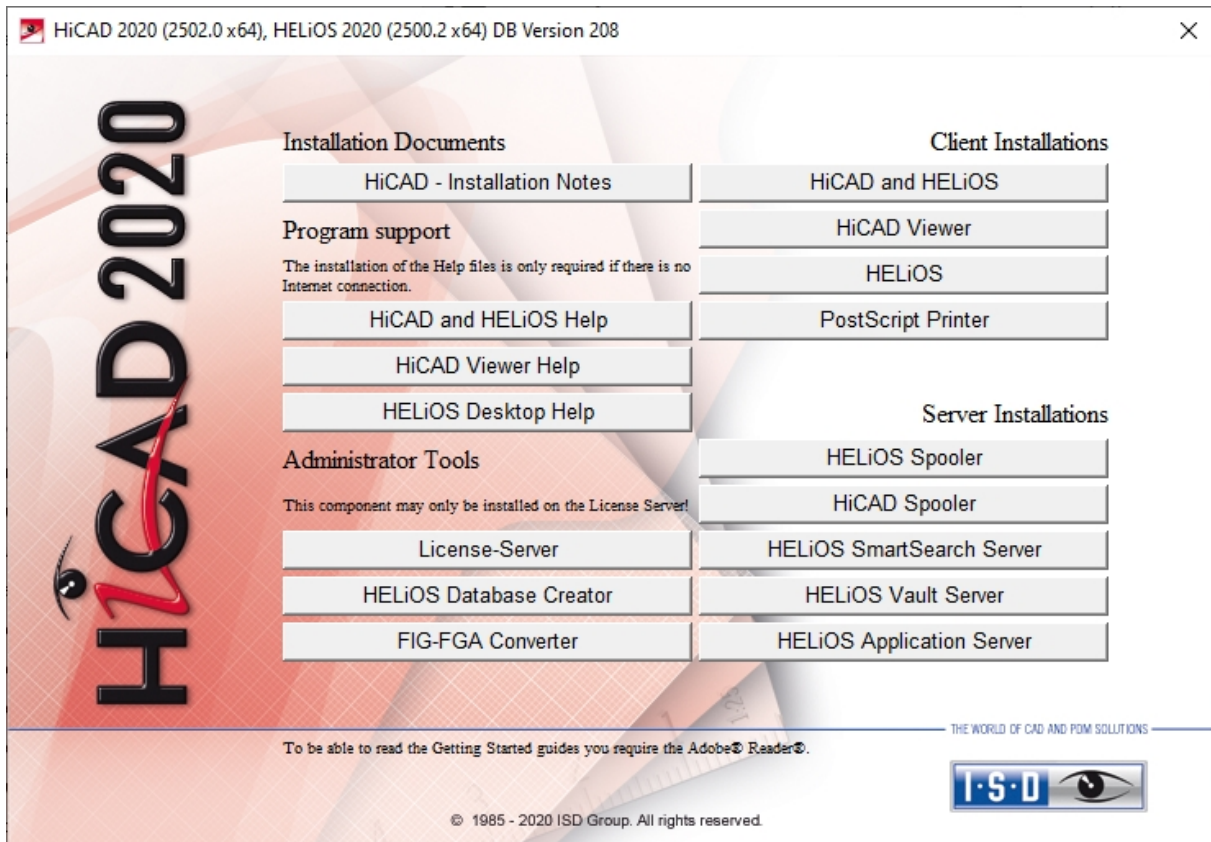 HiCAD 2020 (2502.0 x64), HELiOS 2020 (2500.2 x64) DB Version 208
HiCAD 2020
Installation Documents
HiCAD - Installation Notes
Program support
The installation of the Help files is only required if there is no
Internet connection.
HiCAD and HELiOS Help
HiCAD Viewer Help
HELiOS Desktop Help
Administrator Tools
This component may only be installed on the License Server!
License-Server
HELiOS Database Creator
FIG-FGA Converter
Client Installations
HiCAD and HELiOS
HiCAD Viewer
HELiOS
PostScript Printer
Server Installations
HELiOS Spooler
HiCAD Spooler
HELiOS SmartSearch Server
HELiOS Vault Server
HELiOS Application Server
1:25
THE WORLD OF CAD AND PDM SOLUTIONS
To be able to read the Getting Started guides you require the Adobe® Reader®.
I·S·D
© 1985 - 2020 ISD Group. All rights reserved.